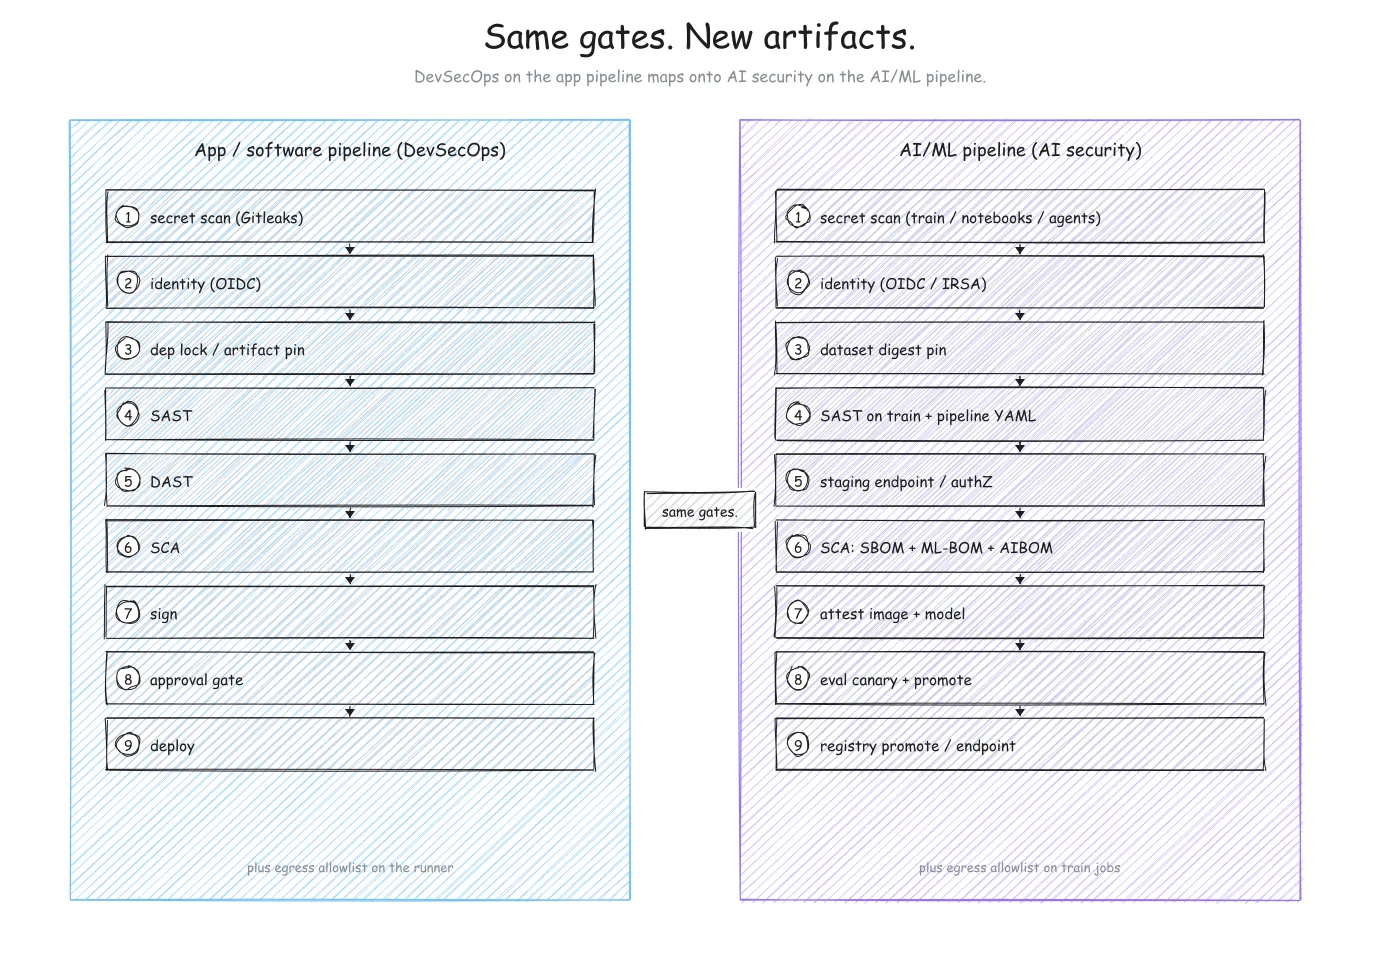 Same gates. New artifacts.
DevSecOps on the app pipeline maps onto AI security on the AI/ML pipeline.
App / software pipeline (DevSecOps)
1 secret scan (Gitleaks)
2 identity (OIDC)
3 dep lock / artifact pin
4 SAST
5 DAST
6 SCA
7 sign
8 approval gate
9 deploy
plus egress allowlist on the runner
same gates.
AI/ML pipeline (AI security)
1 secret scan (train / notebooks / agents)
2 identity (OIDC / IRSA)
3 dataset digest pin
4 SAST on train + pipeline YAML
5 staging endpoint / authZ
6 SCA: SBOM + ML-BOM + AIBOM
7 attest image + model
8 eval canary + promote
9 registry promote / endpoint
plus egress allowlist on train jobs